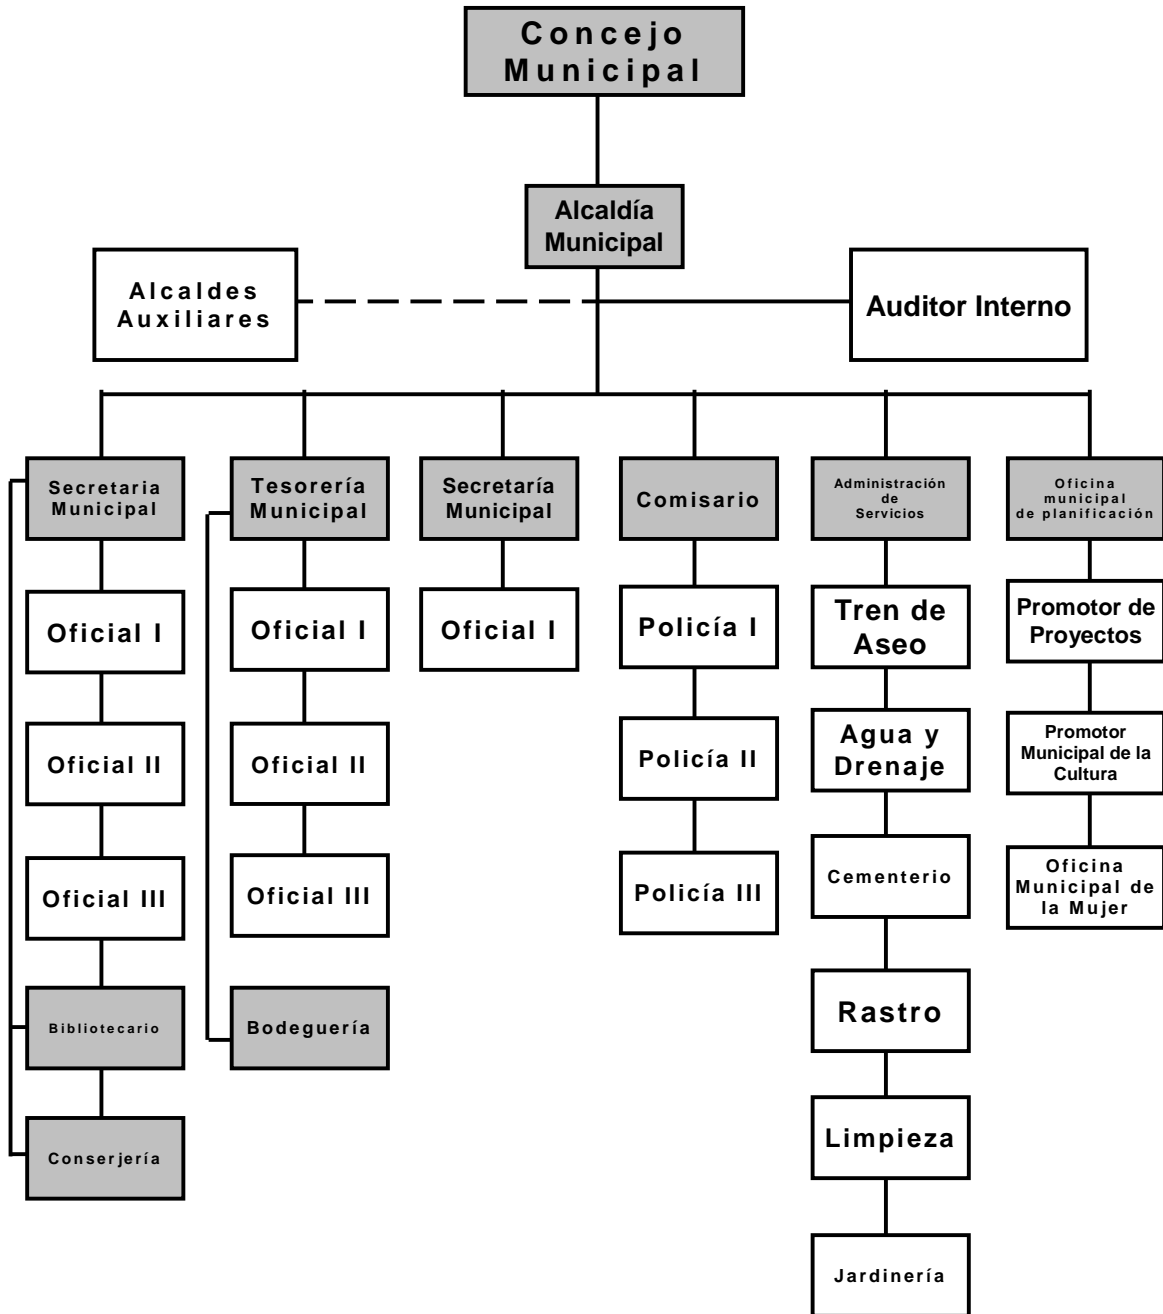 Concejo
Municipal
Alcaldía
Municipal
Alcaldes
Auxiliares
Auditor Interno
Secretaria
Municipal
Tesorería
Municipal
Secretaría
Municipal
Comisario
Administración
de
Servicios
Oficina
municipal
de planificación
Oficial I
Oficial I
Oficial I
Policía I
Tren de
Aseo
Promotor de
Proyectos
Oficial II
Oficial II
Policía II
Agua y
Drenaje
Promotor
Municipal de la
Cultura
Oficial III
Oficial III
Policía III
Cementerio
Oficina
Municipal de
la Mujer
Bibliotecario
Bodeguería
Rastro
Conserjería
Limpieza
Jardinería